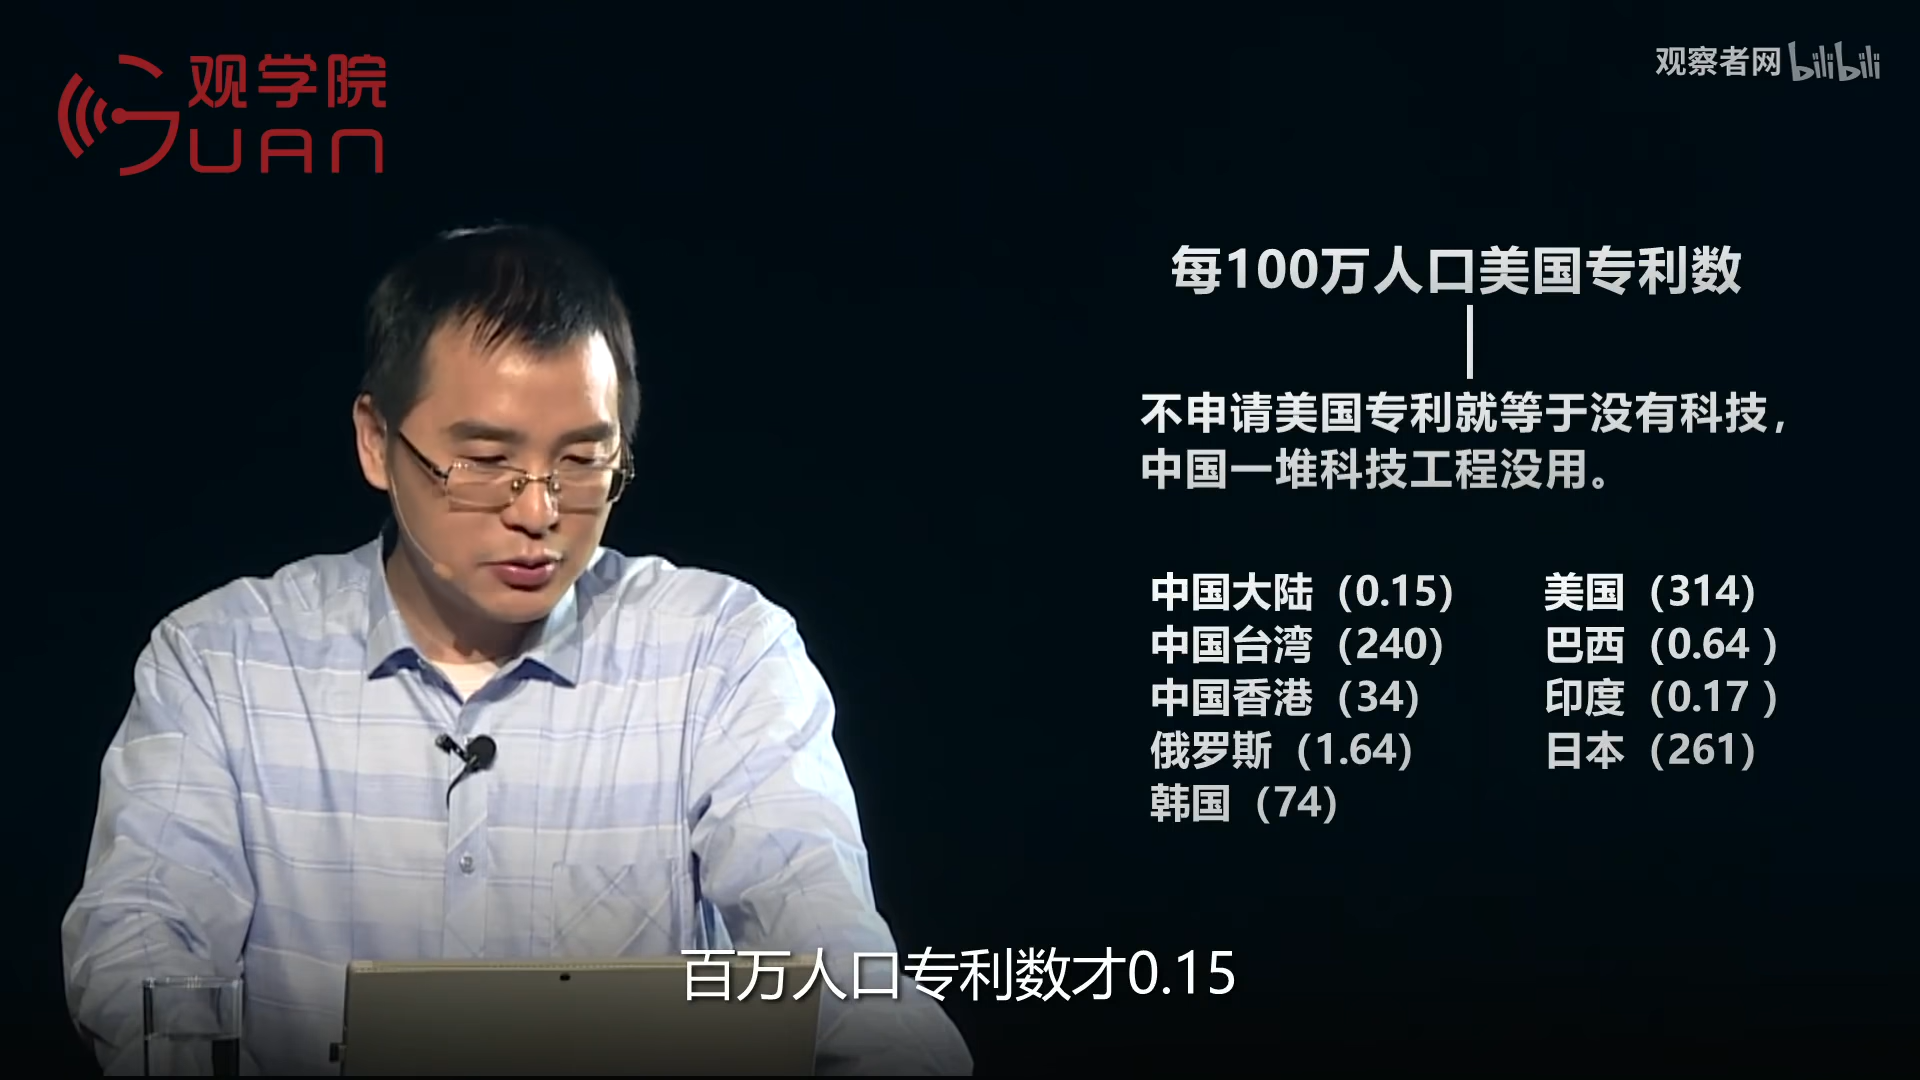 观学院
GUAN
观察者网 bilibili
每100万人口美国专利数
不申请美国专利就等于没有科技，
中国一堆科技工程没用。
中国大陆（0.15） 美国（314）
中国台湾（240） 巴西（0.64 ）
中国香港（34） 印度（0.17 ）
俄罗斯（1.64） 日本（261）
韩国（74）
百万人口专利数才0.15